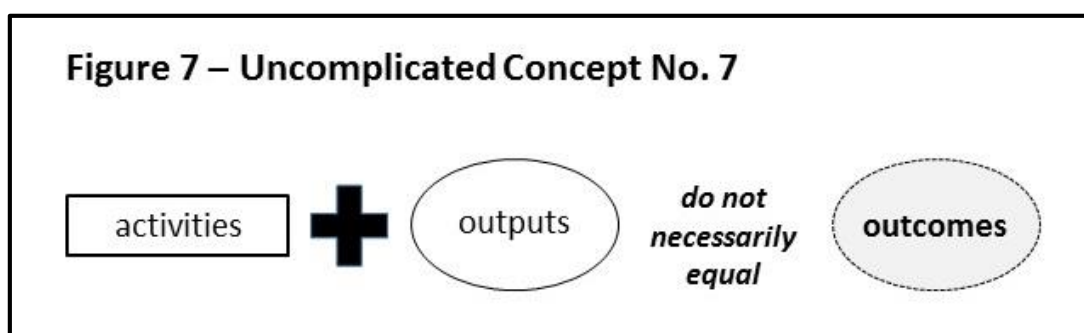 Figure 7 – Uncomplicated Concept No. 7
activities
outputs
do not
necessarily
equal
outcomes